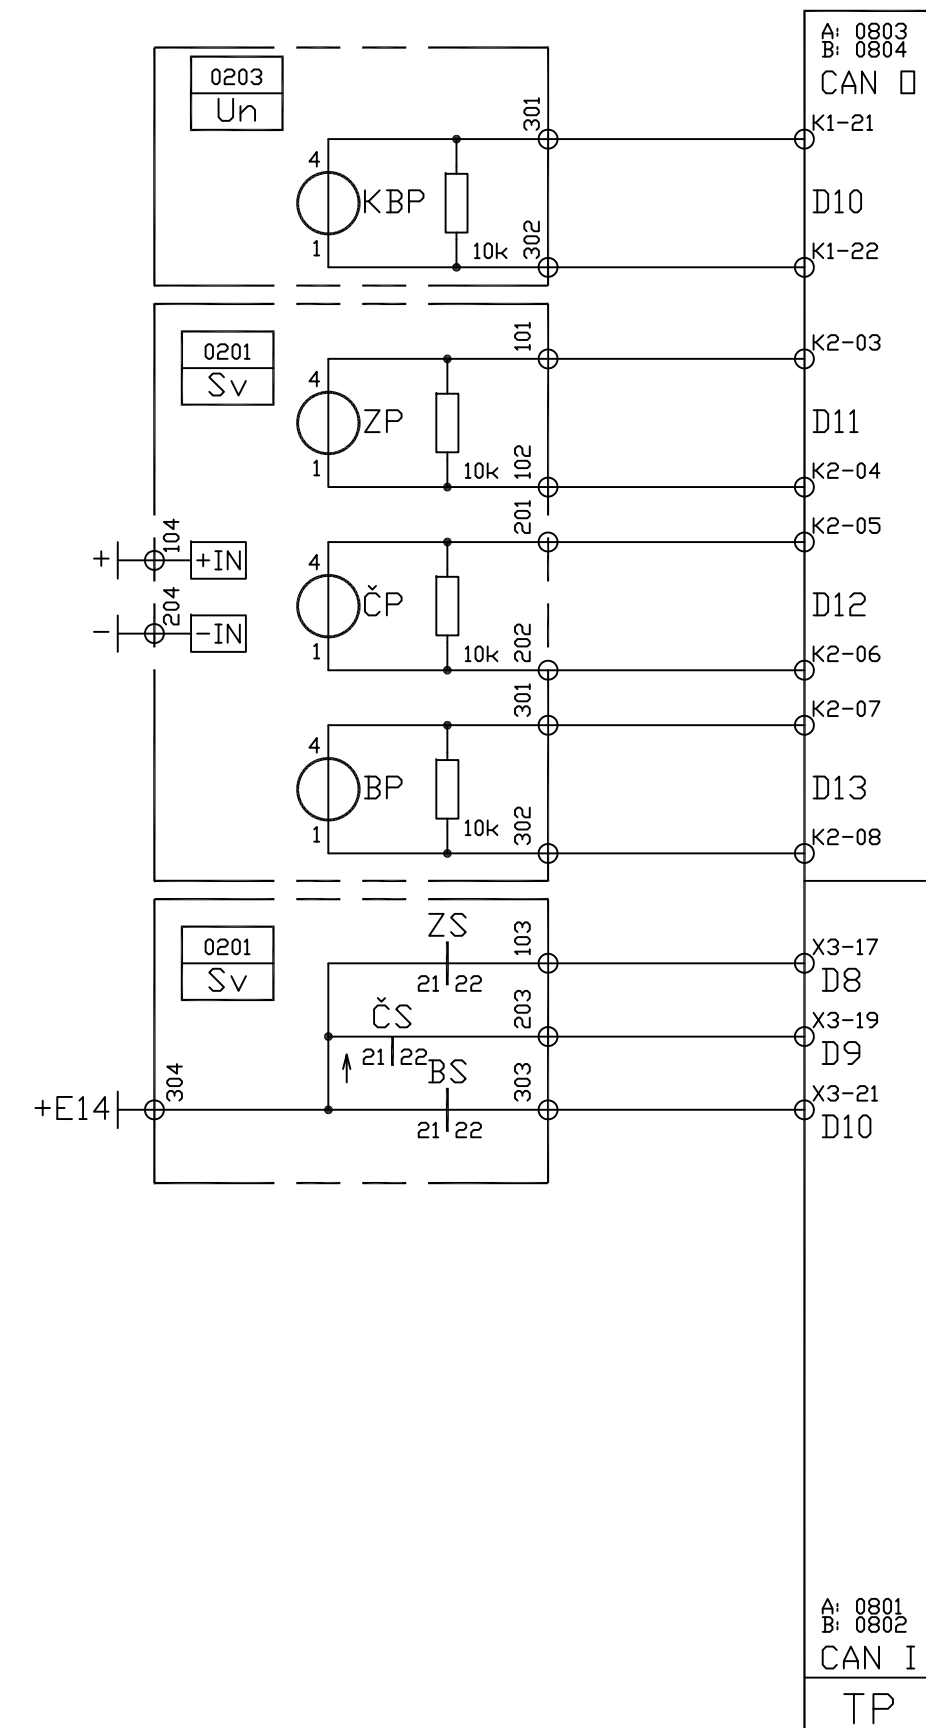 A: 0803
B: 0804
CAN O
0203
Un
301
K1-21
4
KBP
D10
1
10k
302
K1-22
0201
Sv
101
K2-03
4
ZP
D11
1
10k
102
K2-04
201
K2-05
+
104
+IN
4
ČP
D12
-
204
-IN
1
10k
202
K2-06
301
K2-07
4
BP
D13
1
10k
302
K2-08
0201
Sv
ZS
103
X3-17
21 22
D8
ČS
203
X3-19
21 22
D9
BS
304
303
X3-21
+E14
21 22
D10
A: 0801
B: 0802
CAN I
TP